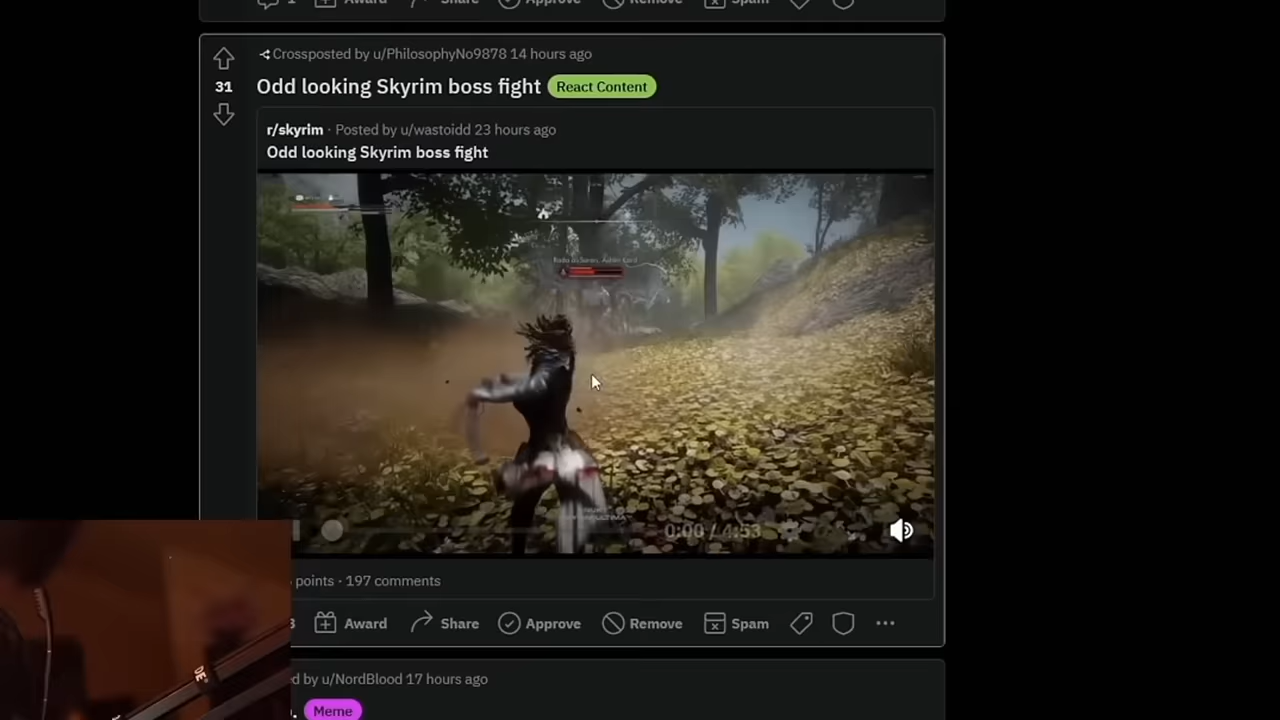 1 Award Share Approve Remove Spam
Crossposted by u/PhilosophyNo9878 14 hours ago
31
Odd looking Skyrim boss fight React Content
r/skyrim · Posted by u/wastoidd 23 hours ago
Odd looking Skyrim boss fight
0:00 / 4:53
points · 197 comments
3 Award Share Approve Remove Spam
d by u/NordBlood 17 hours ago
Meme